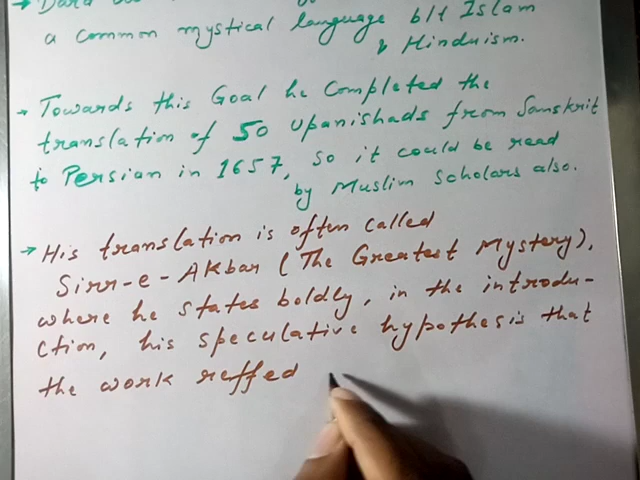 → Dara
a common mystical language b/t Islam
& Hinduism.
→ Towards this Goal he Completed the
translation of 50 Upanishads from Sanskrit
to Persian in 1657, so it could be read
by Muslim Scholars also.
→ His translation is often called
Sirr-e-Akbar (The Greatest Mystery),
where he states boldly, in the introdu-
ction, his speculative hypothesis that
the work reffed